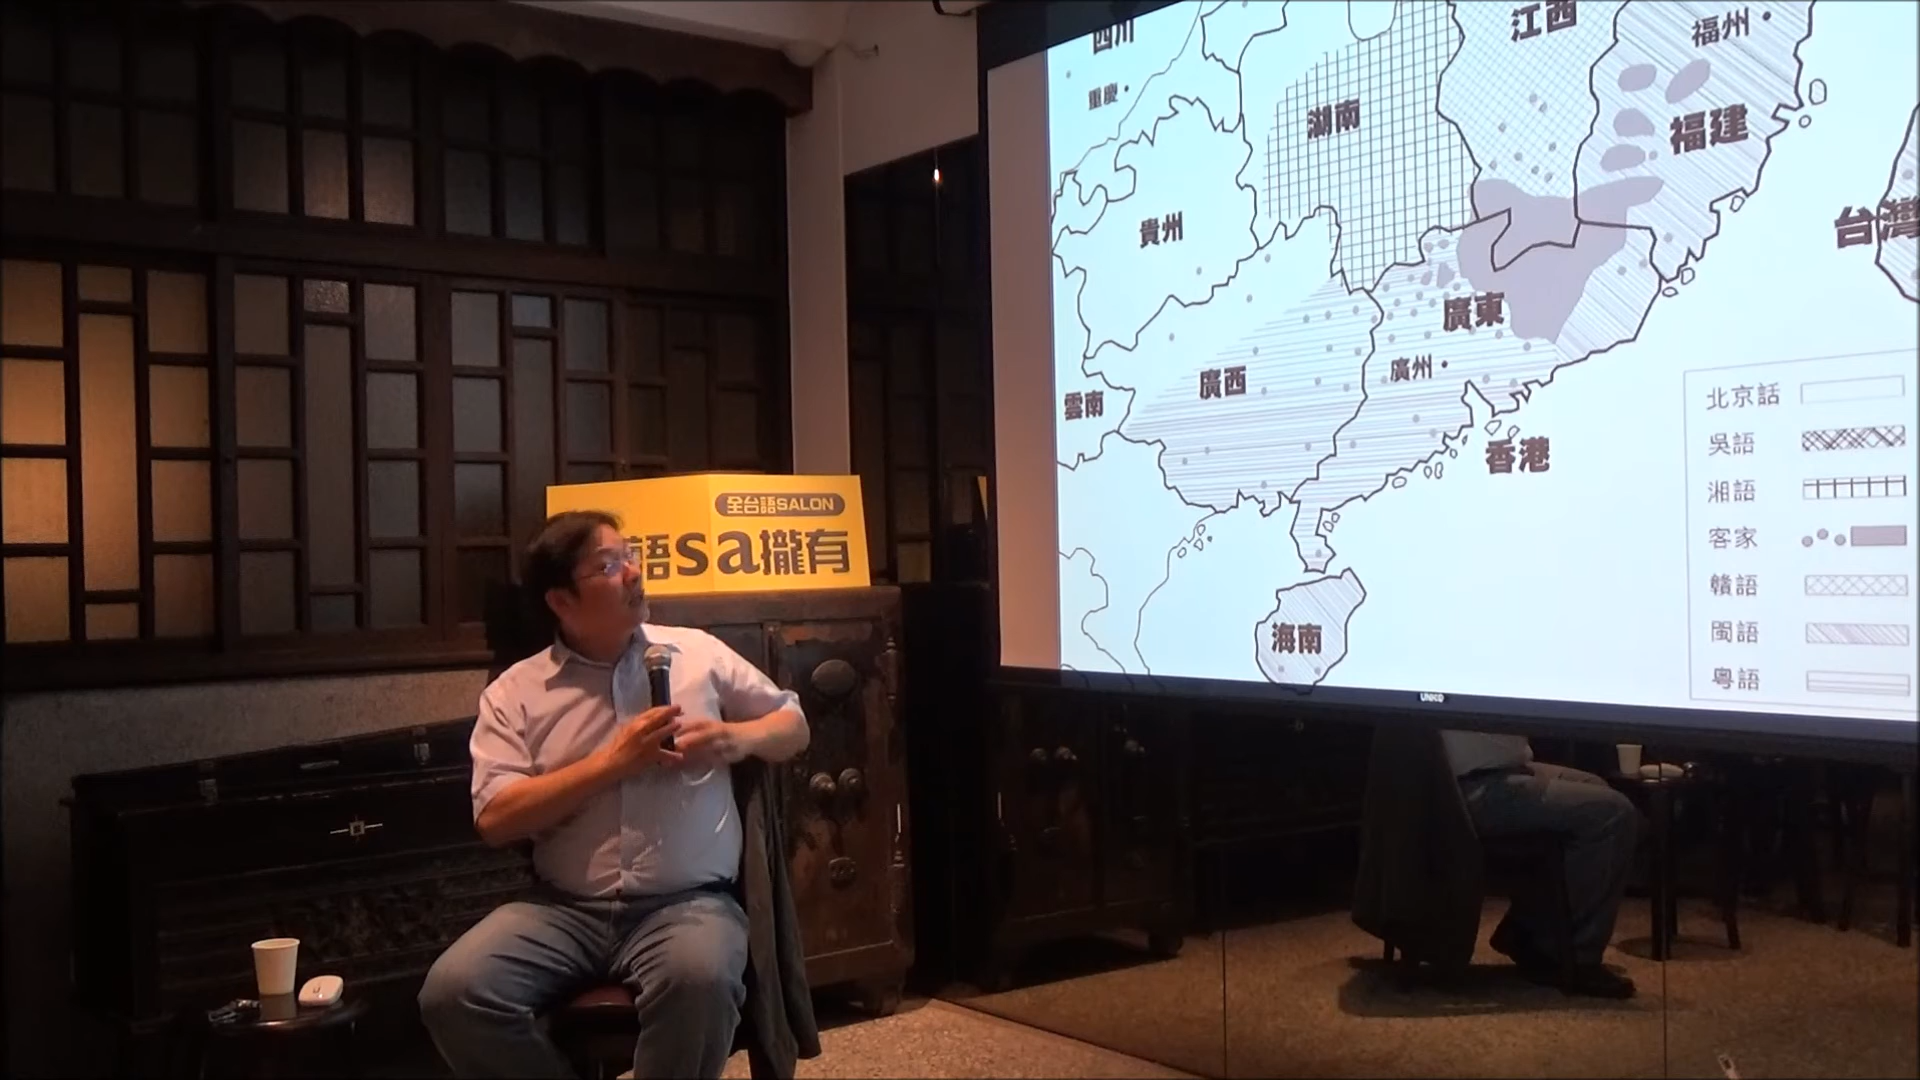 四川
重慶
江西
福州
湖南
福建
貴州
台灣
廣東
廣西
廣州
雲南
香港
海南
北京話
吳語
湘語
客家
贛語
閩語
粵語
UNICO
全台語SALON
語sa攏有